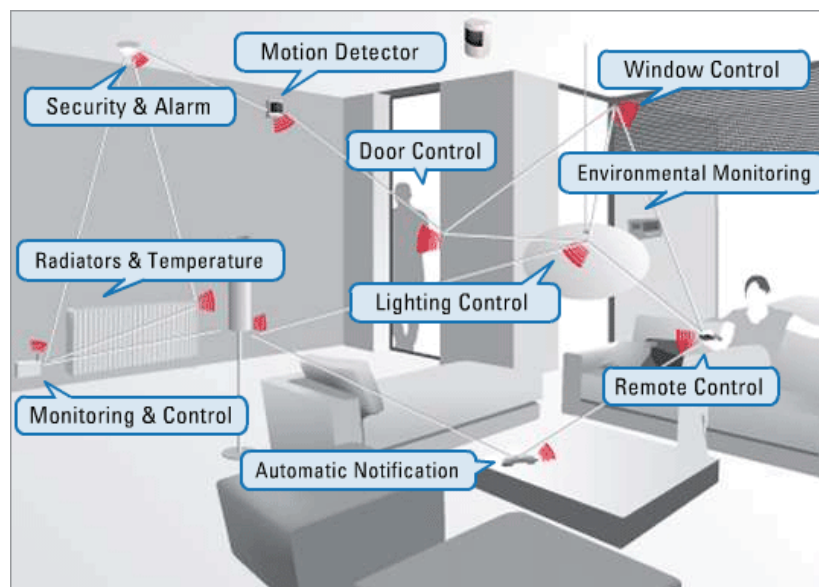 Motion Detector
Window Control
Security & Alarm
Door Control
Environmental Monitoring
Radiators & Temperature
Lighting Control
Remote Control
Monitoring & Control
Automatic Notification